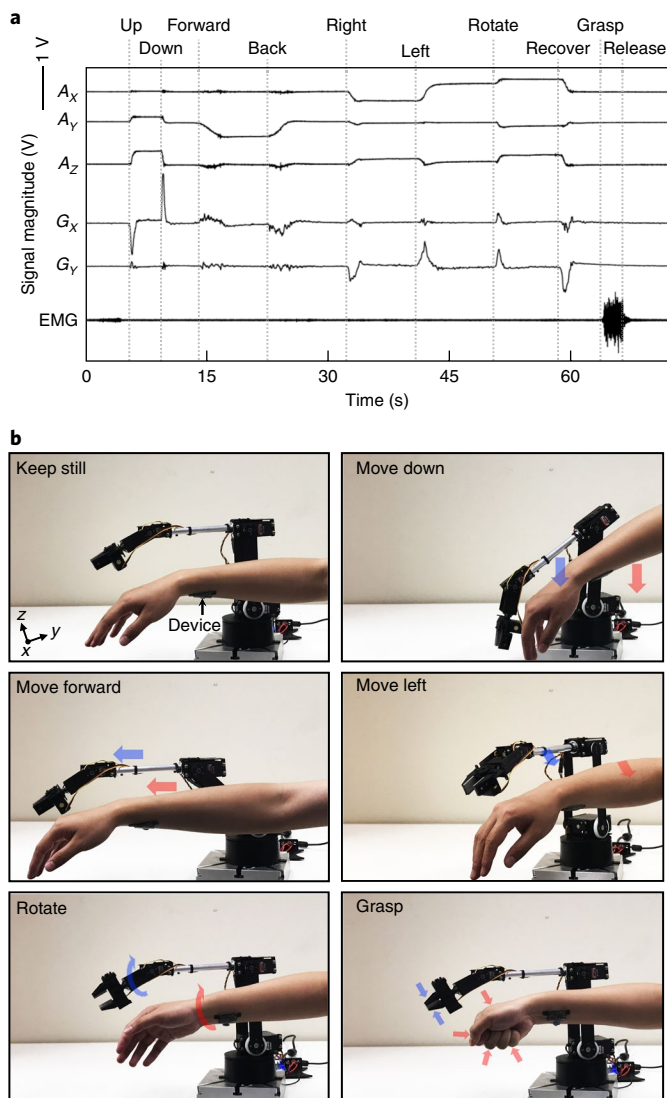 a
Up Forward Right Rotate Grasp
Down Back Left Recover Release
1 V
Signal magnitude (V)
A_X
A_Y
A_Z
G_X
G_Y
EMG
0 15 30 45 60
Time (s)
b
Keep still
Device
z
y
x
Move down
Move forward
Move left
Rotate
Grasp